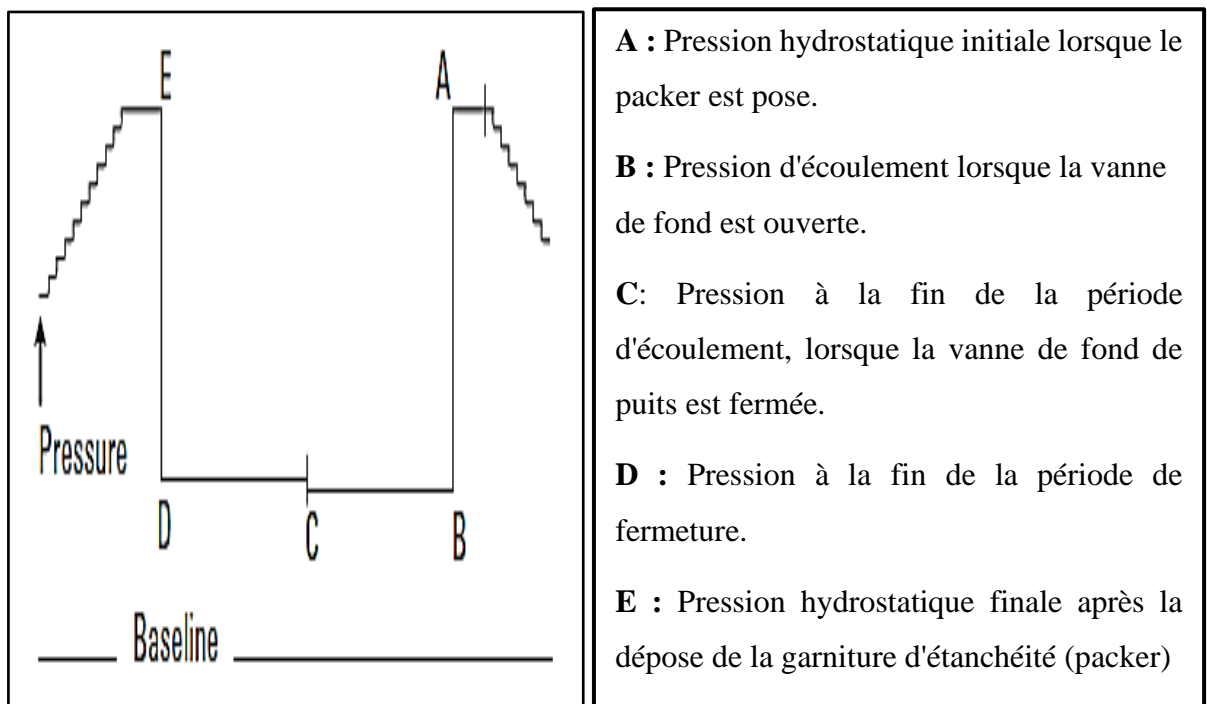 E
A
Pressure
D
C
B
Baseline
A : Pression hydrostatique initiale lorsque le
packer est pose.
B : Pression d'écoulement lorsque la vanne
de fond est ouverte.
C: Pression à la fin de la période
d'écoulement, lorsque la vanne de fond de
puits est fermée.
D : Pression à la fin de la période de
fermeture.
E : Pression hydrostatique finale après la
dépose de la garniture d'étanchéité (packer)